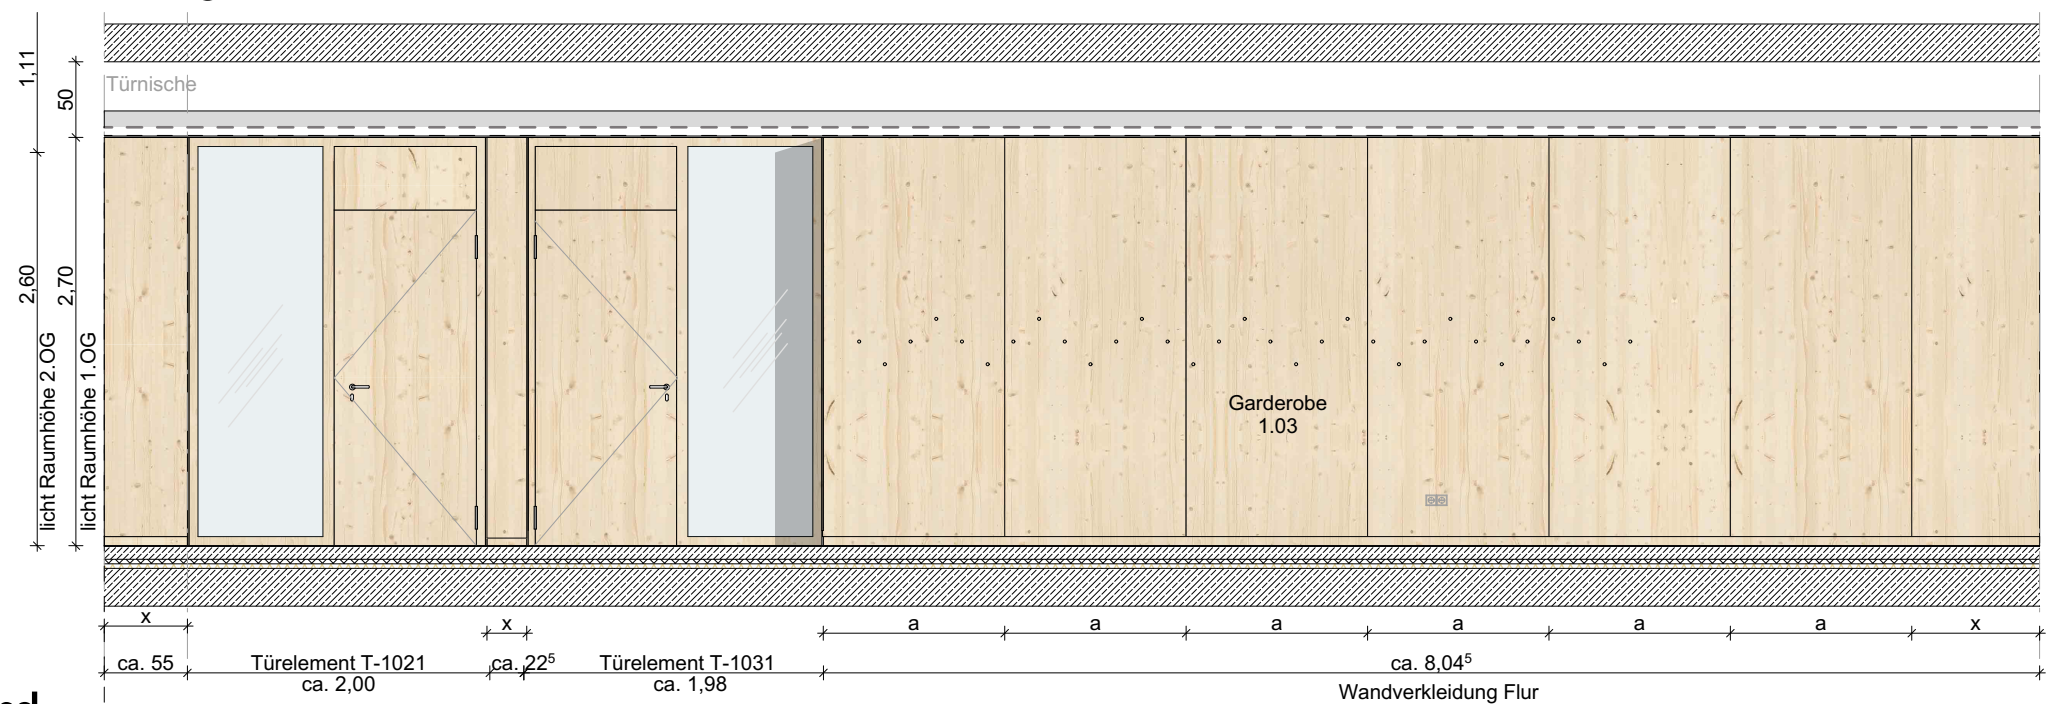 1,11
50
Türnische
2,60
licht Raumhöhe 2.OG
2,70
licht Raumhöhe 1.OG
Garderobe
1.03
x
x
a
a
a
a
a
a
x
ca. 55
Türelement T-1021
ca. 22⁵
Türelement T-1031
ca. 8,04⁵
ca. 2,00
ca. 1,98
Wandverkleidung Flur